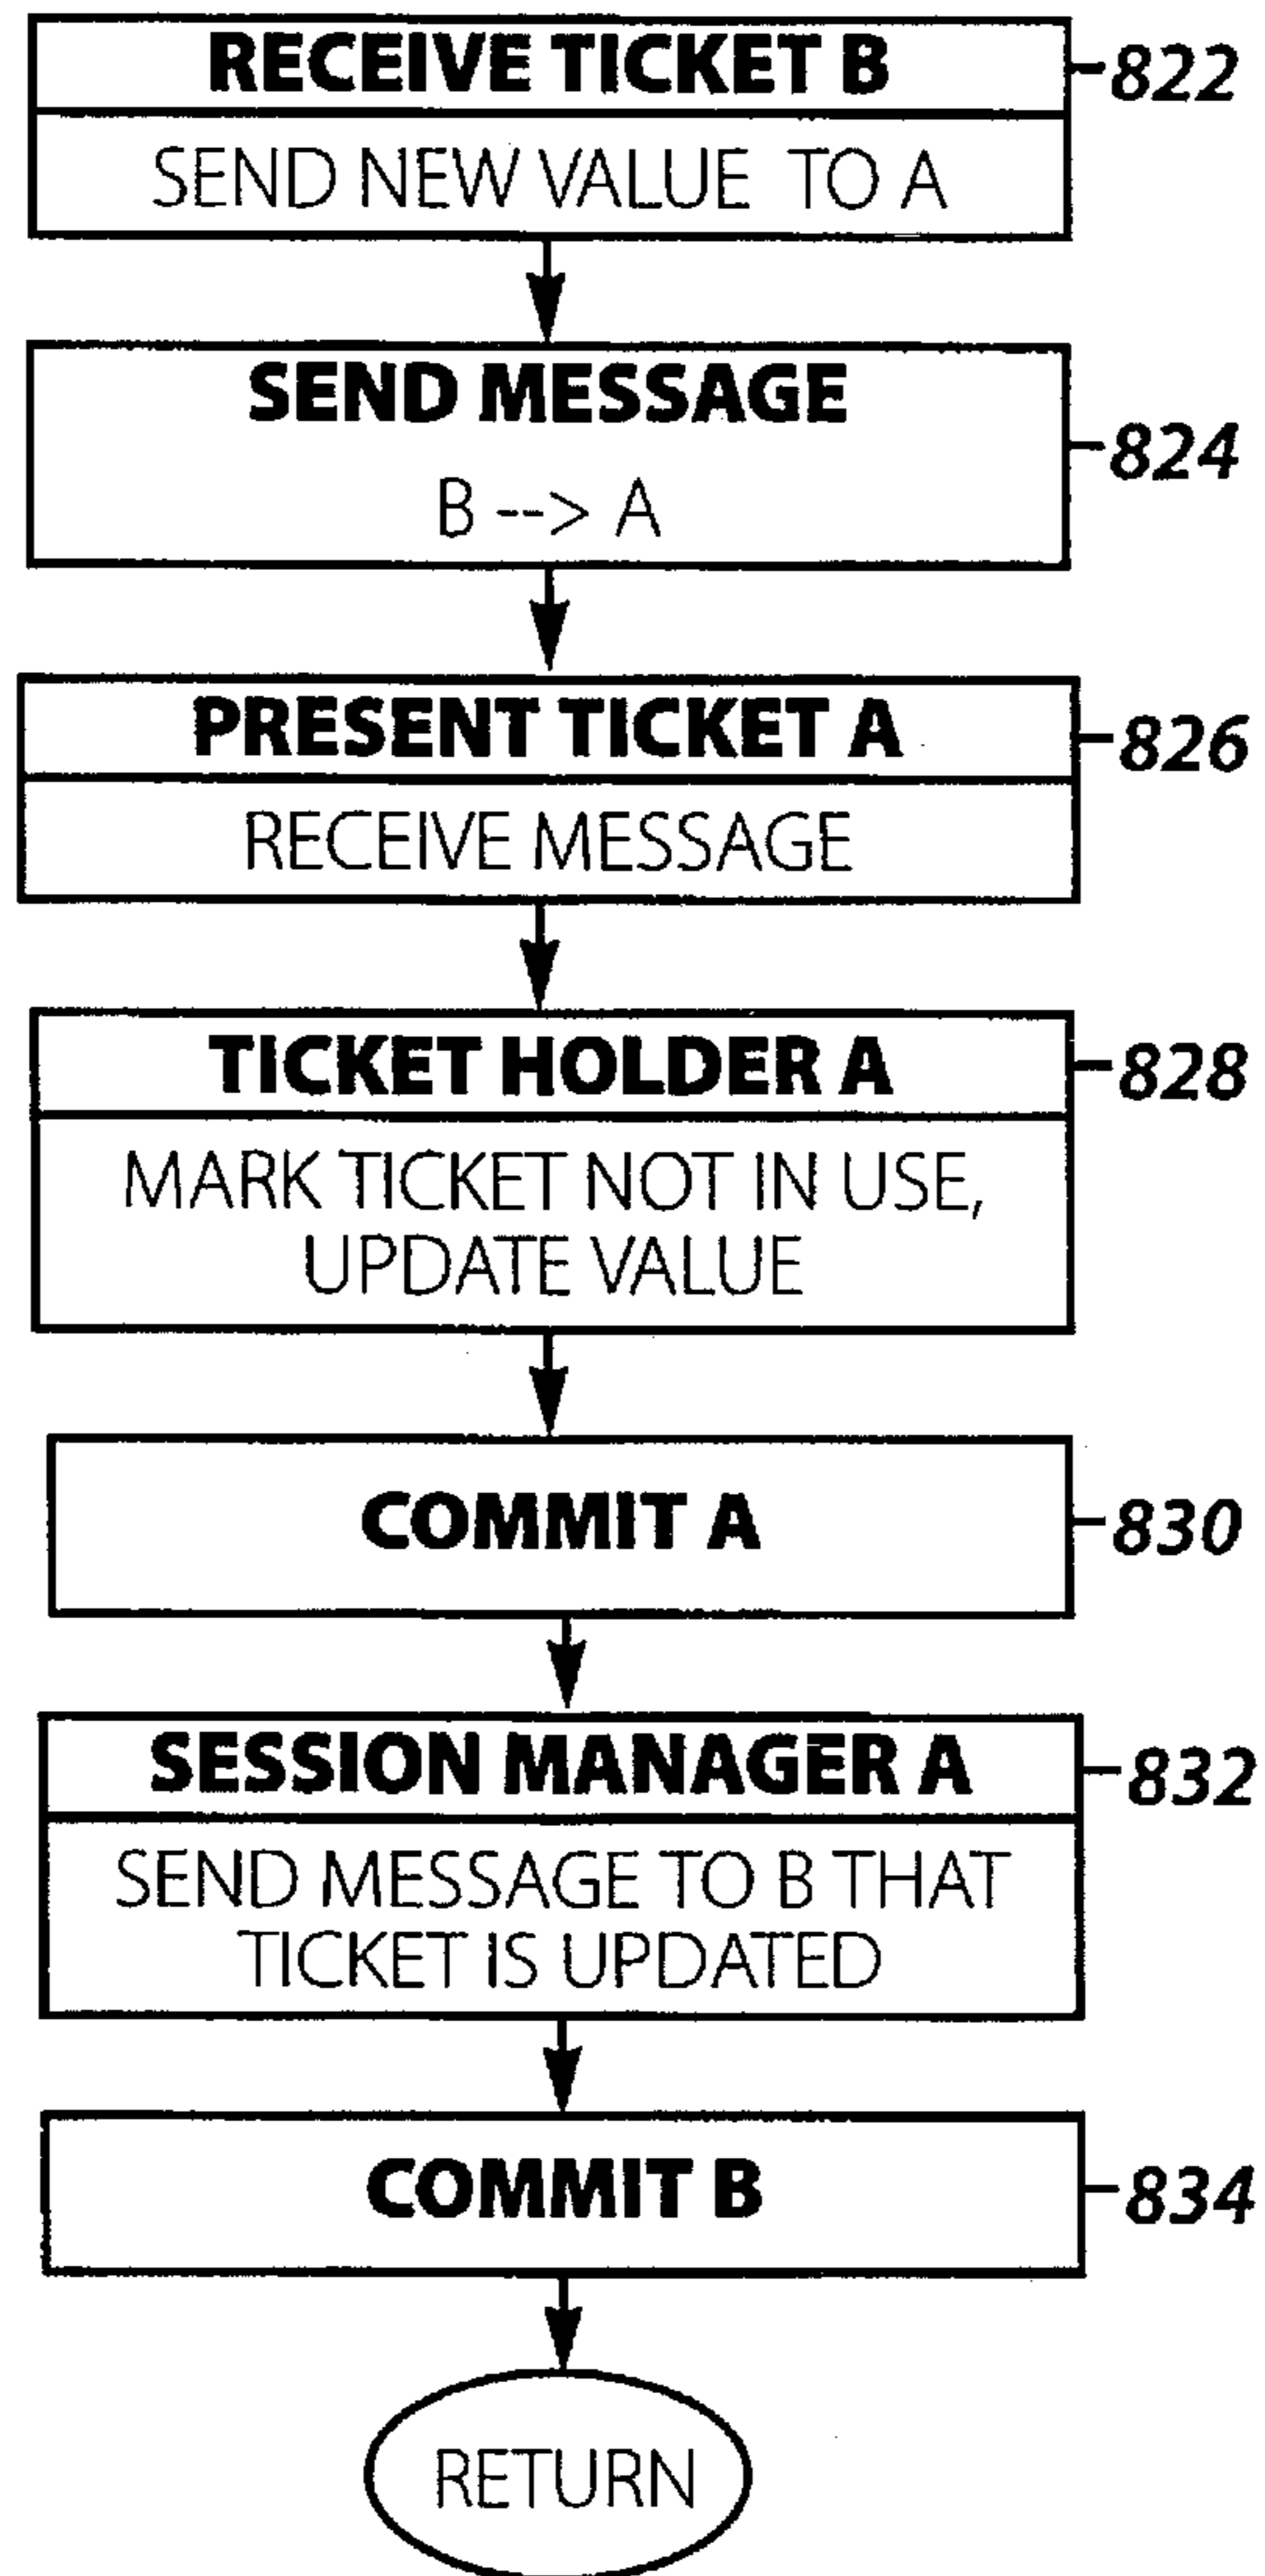 RECEIVE TICKET B
822
SEND NEW VALUE TO A
SEND MESSAGE
824
B --> A
PRESENT TICKET A
826
RECEIVE MESSAGE
TICKET HOLDER A
828
MARK TICKET NOT IN USE,
UPDATE VALUE
COMMIT A
830
SESSION MANAGER A
832
SEND MESSAGE TO B THAT
TICKET IS UPDATED
COMMIT B
834
RETURN